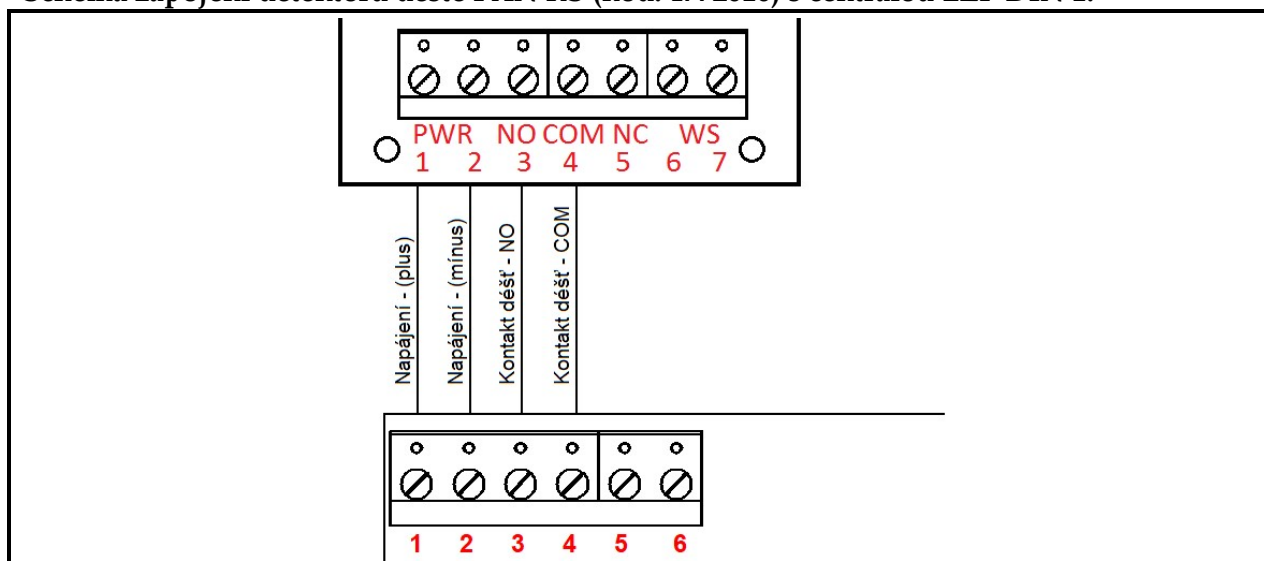 PWR NO COM NC WS
1 2 3 4 5 6 7
Napájení - (plus)
Napájení - (mínus)
Kontakt déšť - NO
Kontakt déšť - COM
1 2 3 4 5 6